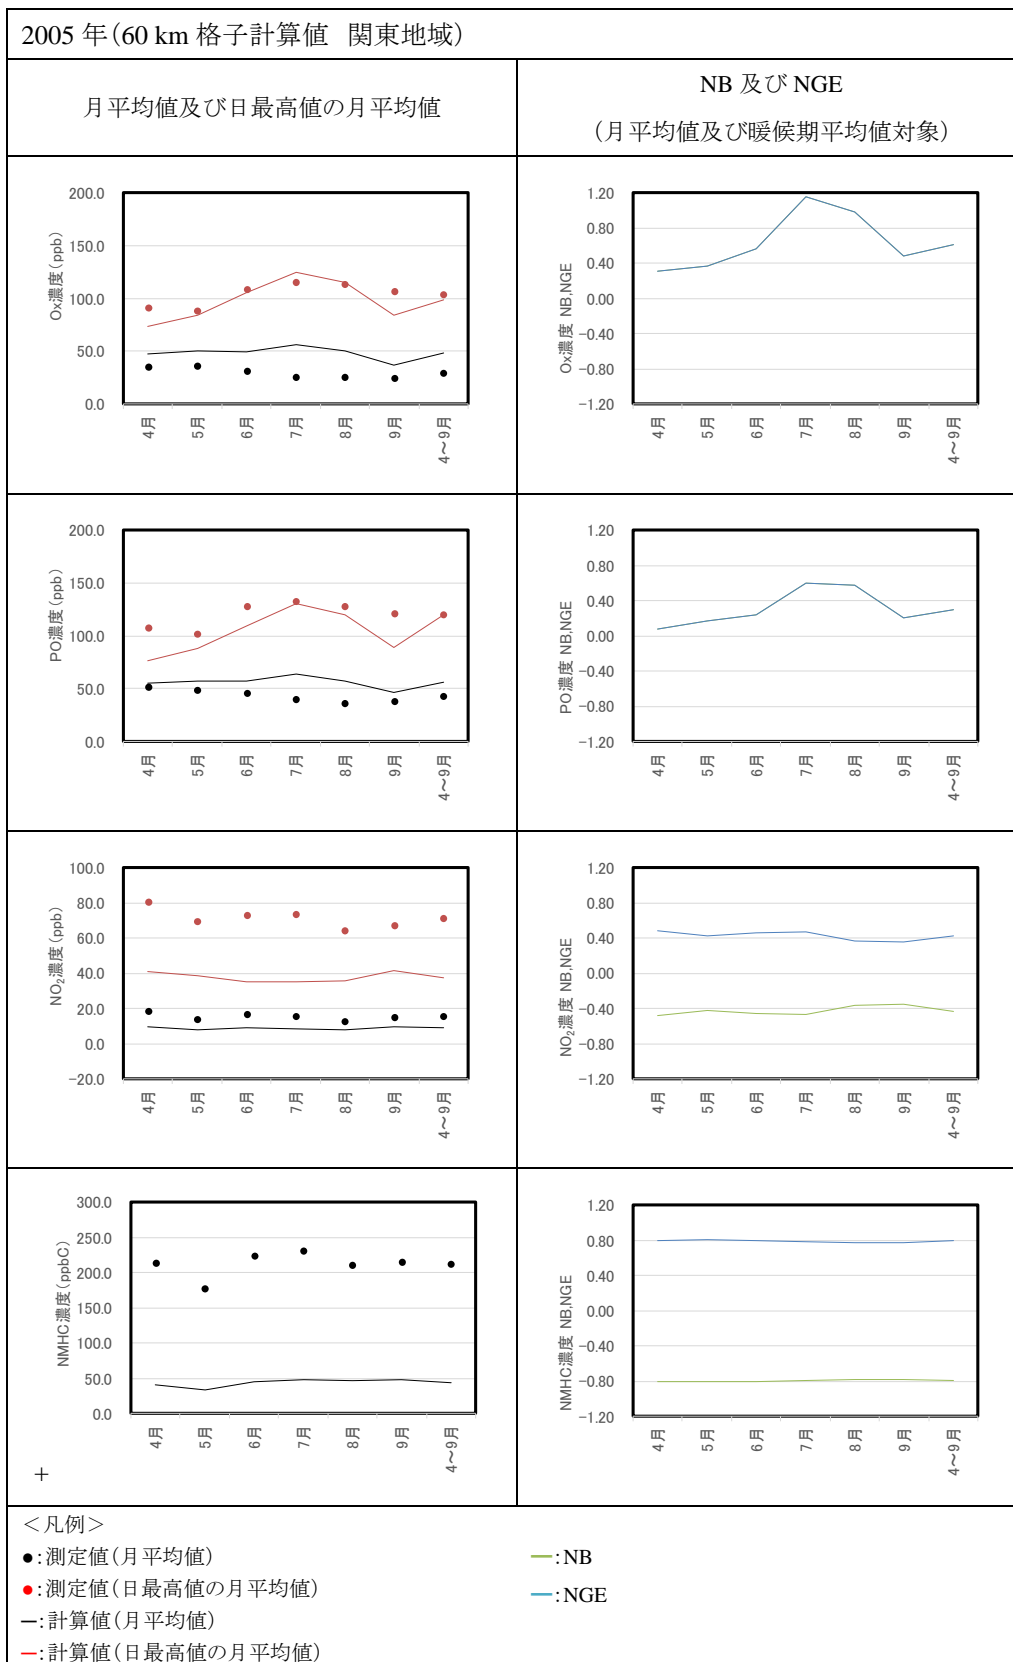 2005 年（60 km 格子計算値　関東地域）
月平均値及び日最高値の月平均値
NB 及び NGE
（月平均値及び暖候期平均値対象）
Ox濃度(ppb)
200.0
150.0
100.0
50.0
0.0
4月 5月 6月 7月 8月 9月 4～9月
Ox濃度 NB,NGE
1.20
0.80
0.40
0.00
−0.40
−0.80
−1.20
4月 5月 6月 7月 8月 9月 4～9月
PO濃度(ppb)
200.0
150.0
100.0
50.0
0.0
4月 5月 6月 7月 8月 9月 4～9月
PO濃度 NB,NGE
1.20
0.80
0.40
0.00
−0.40
−0.80
−1.20
4月 5月 6月 7月 8月 9月 4～9月
NO₂濃度(ppb)
100.0
80.0
60.0
40.0
20.0
0.0
−20.0
4月 5月 6月 7月 8月 9月 4～9月
NO₂濃度 NB,NGE
1.20
0.80
0.40
0.00
−0.40
−0.80
−1.20
4月 5月 6月 7月 8月 9月 4～9月
NMHC濃度(ppbC)
300.0
250.0
200.0
150.0
100.0
50.0
0.0
4月 5月 6月 7月 8月 9月 4～9月
+
NMHC濃度 NB,NGE
1.20
0.80
0.40
0.00
−0.40
−0.80
−1.20
4月 5月 6月 7月 8月 9月 4～9月
＜凡例＞
●:測定値（月平均値）
●:測定値（日最高値の月平均値）
―:計算値（月平均値）
―:計算値（日最高値の月平均値）
―:NB
―:NGE